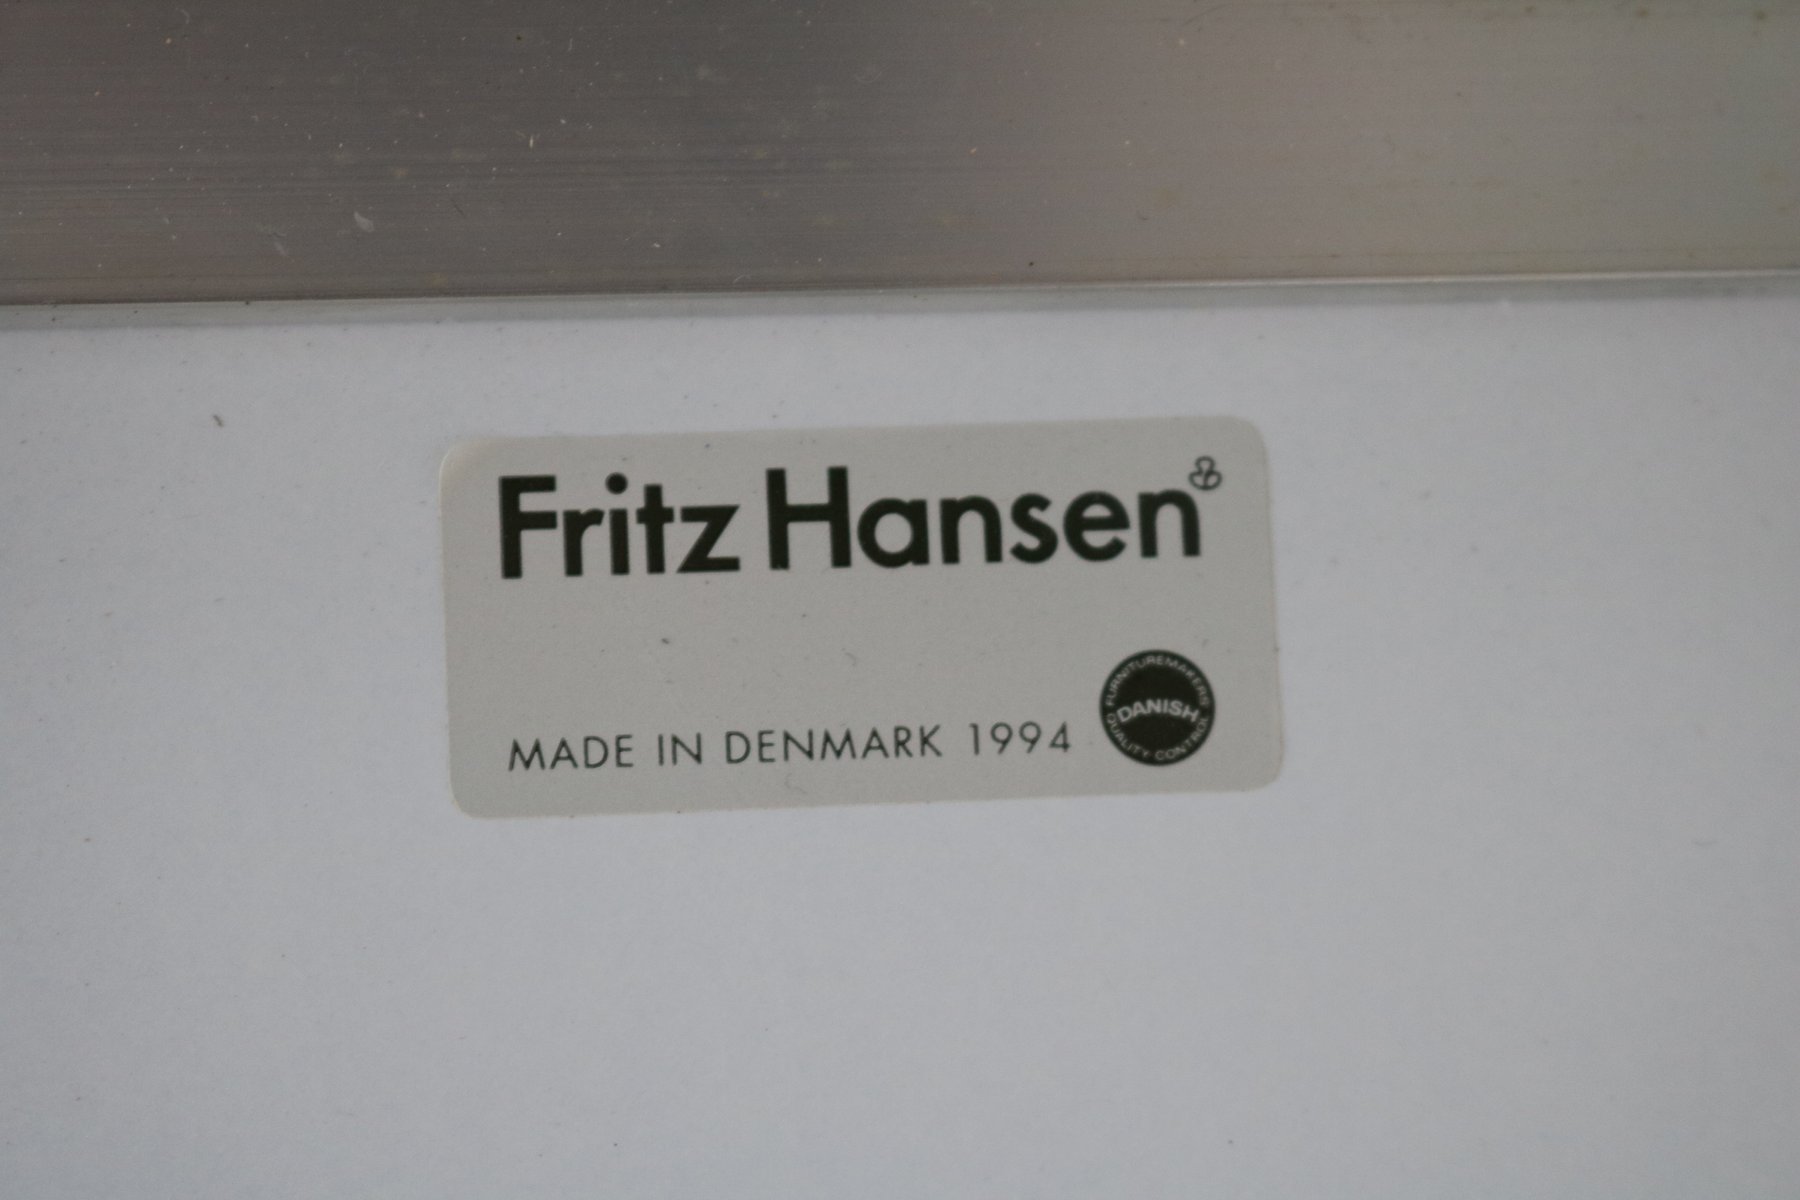 Fritz Hansen
MADE IN DENMARK 1994
FURNITUREMAKERS
DANISH
QUALITY CONTROL